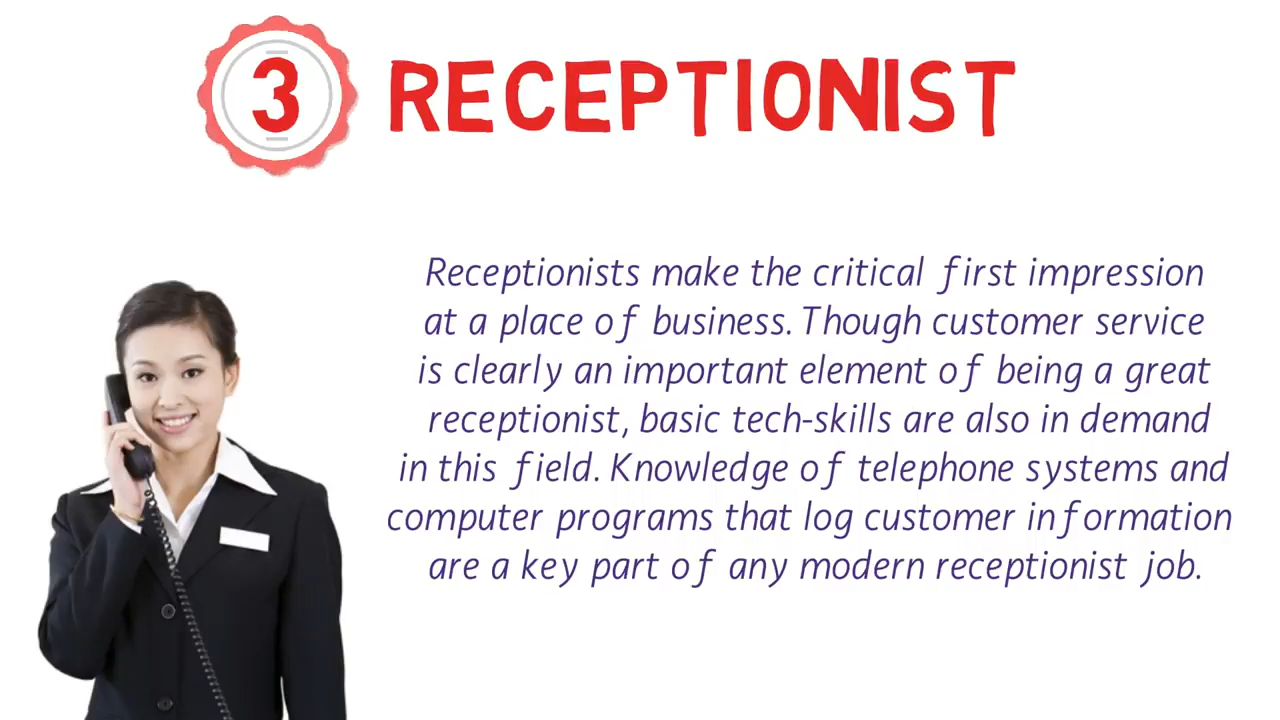 3 RECEPTIONIST
Receptionists make the critical first impression
at a place of business. Though customer service
is clearly an important element of being a great
receptionist, basic tech-skills are also in demand
in this field. Knowledge of telephone systems and
computer programs that log customer information
are a key part of any modern receptionist job.